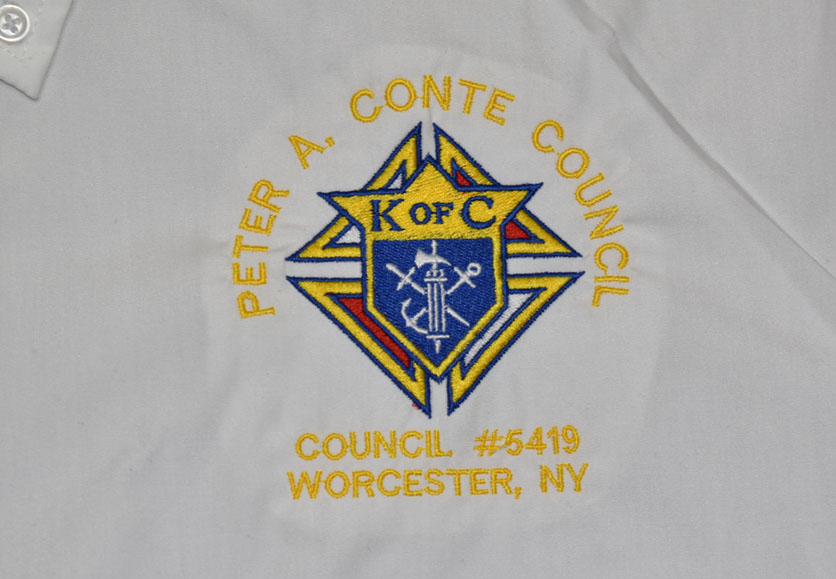 PETER A. CONTE COUNCIL
K OF C
COUNCIL #5419
WORCESTER, NY